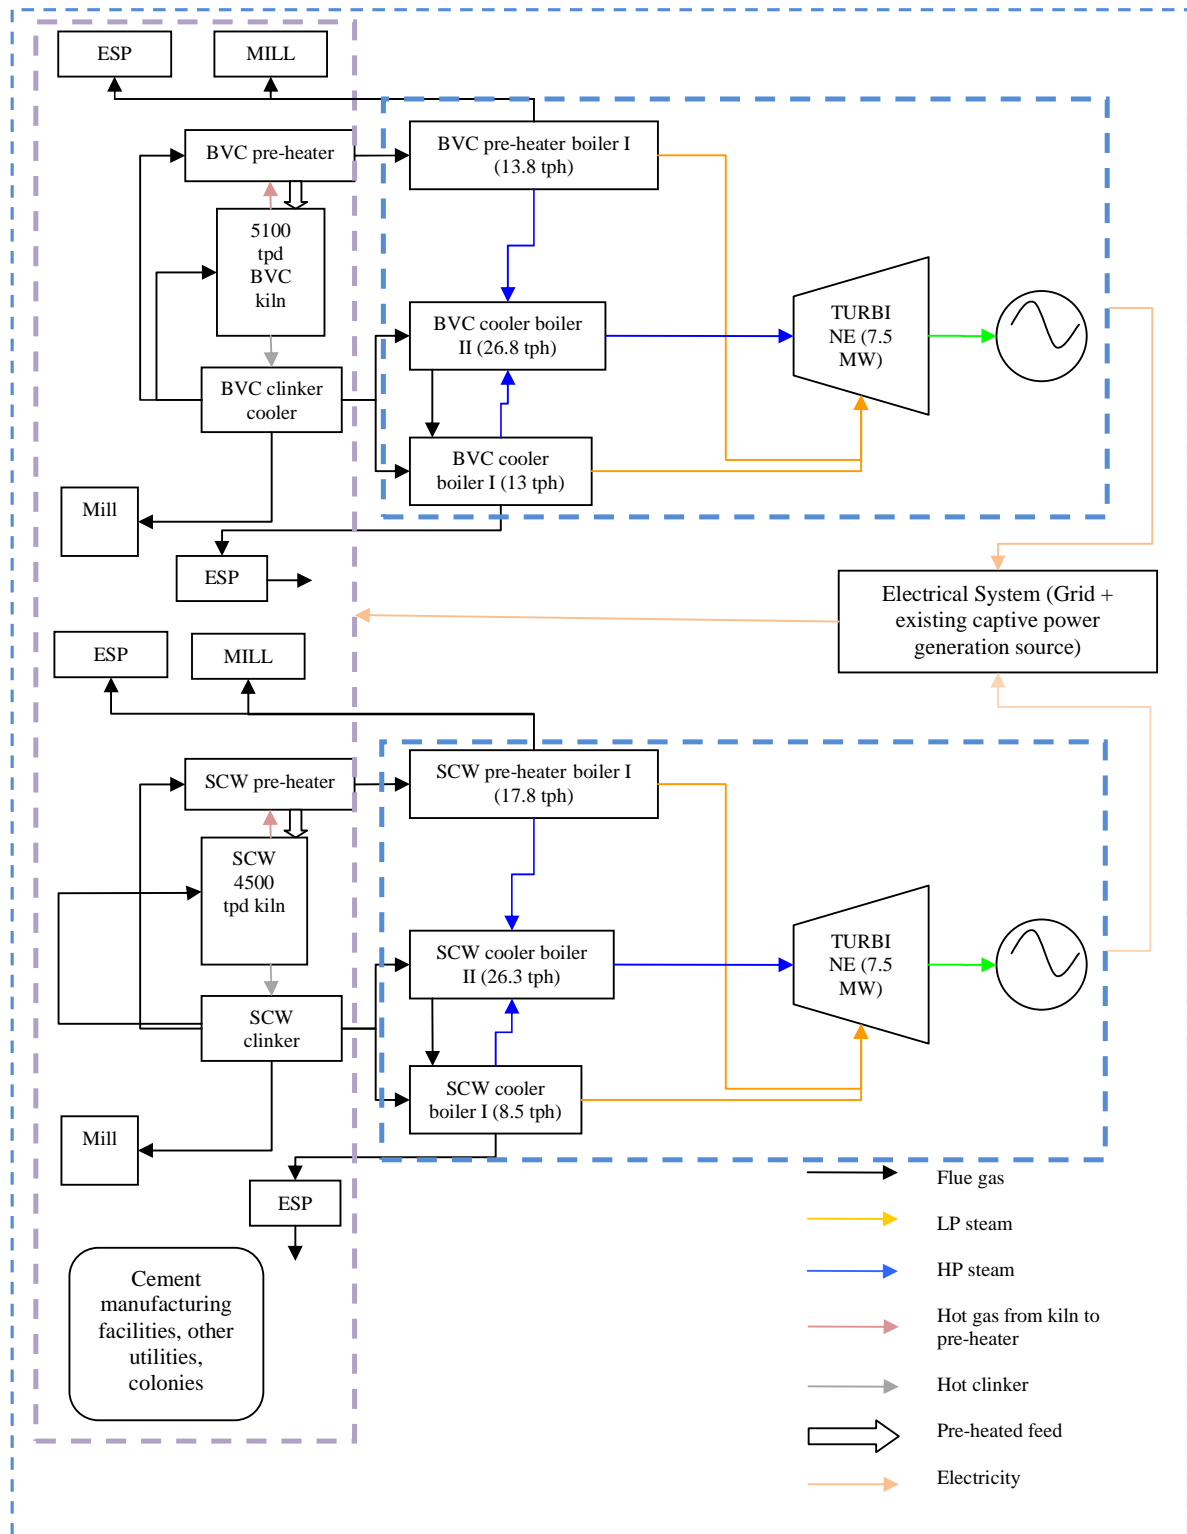 ESP
MILL
BVC pre-heater
BVC pre-heater boiler I
(13.8 tph)
5100
tpd
BVC
kiln
BVC cooler boiler
II (26.8 tph)
TURBI
NE (7.5
MW)
BVC clinker
cooler
BVC cooler
boiler I (13 tph)
Mill
ESP
Electrical System (Grid +
existing captive power
generation source)
ESP
MILL
SCW pre-heater
SCW pre-heater boiler I
(17.8 tph)
SCW
4500
tpd kiln
SCW cooler boiler
II (26.3 tph)
TURBI
NE (7.5
MW)
SCW
clinker
SCW cooler
boiler I (8.5 tph)
Mill
ESP
Cement
manufacturing
facilities, other
utilities,
colonies
Flue gas
LP steam
HP steam
Hot gas from kiln to
pre-heater
Hot clinker
Pre-heated feed
Electricity